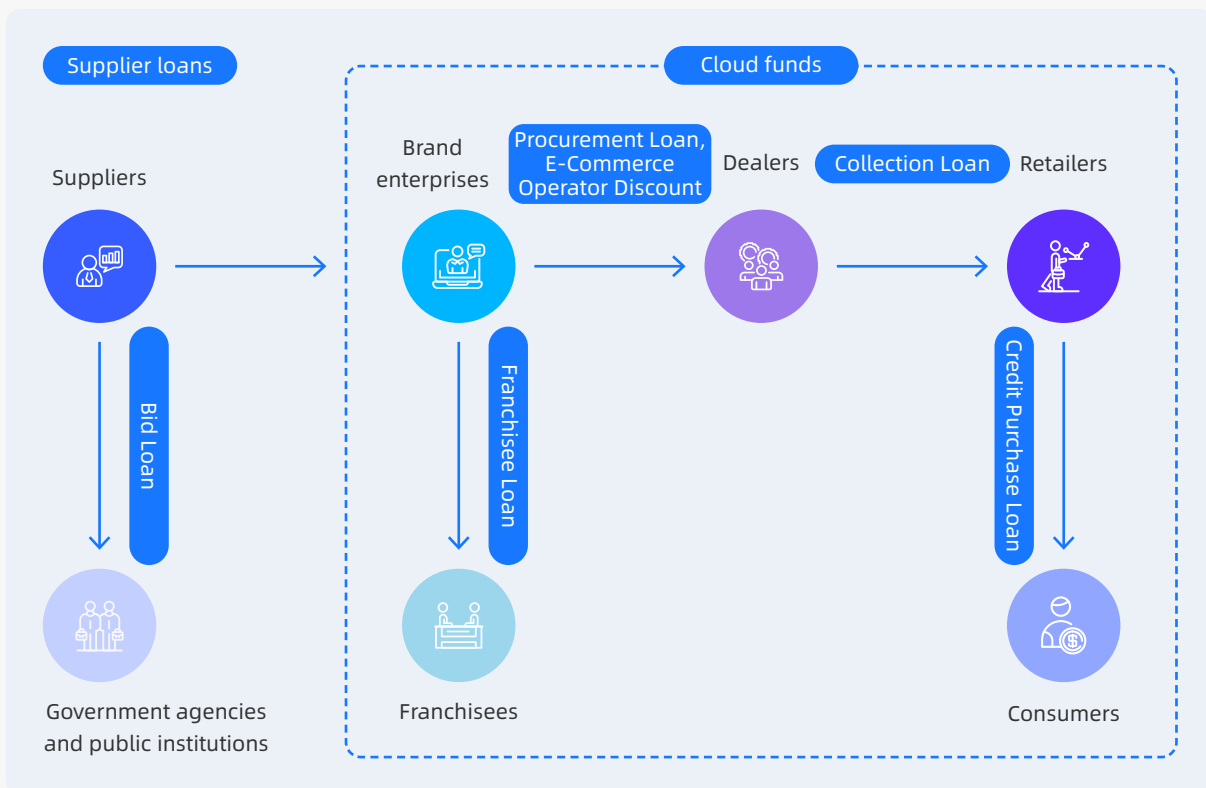 Supplier loans
Cloud funds
Suppliers
Brand
enterprises
Procurement Loan,
E-Commerce
Operator Discount
Dealers
Collection Loan
Retailers
Bid Loan
Franchisee Loan
Credit Purchase Loan
Government agencies
and public institutions
Franchisees
Consumers